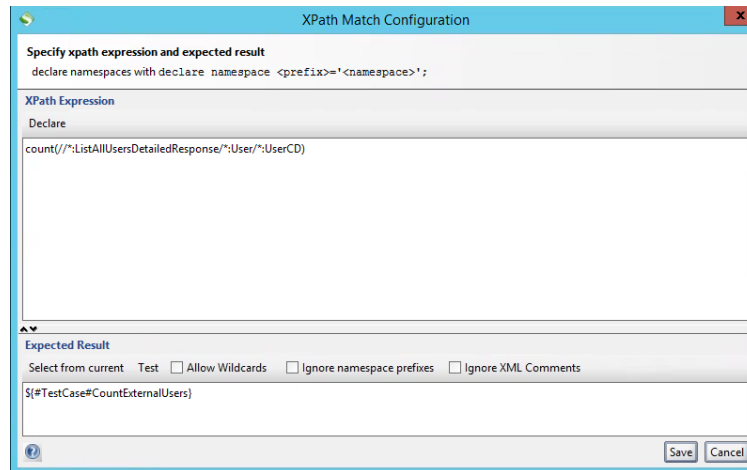 XPath Match Configuration
x
Specify xpath expression and expected result
declare namespaces with declare namespace <prefix>='<namespace>';
XPath Expression
Declare
count(//*:ListAllUsersDetailedResponse/*:User/*:UserCD)
Expected Result
Select from current Test Allow Wildcards Ignore namespace prefixes Ignore XML Comments
${#TestCase#CountExternalUsers}
? Save Cancel